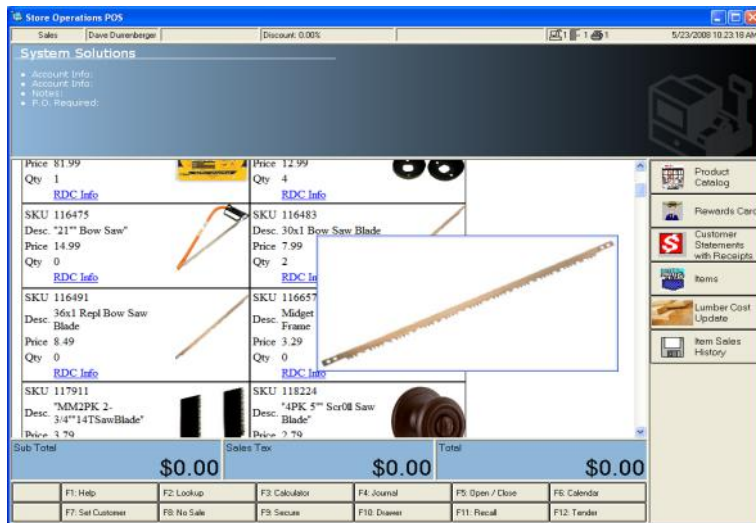 Store Operations POS
Sales Dave Durrenberger Discount: 0.00% 1 1 1 5/23/2008 10:23:18 AM
System Solutions
• Account Info:
• Account Info:
• Notes:
• P.O. Required:
Price 81.99
Qty 1
RDC Info
Price 12.99
Qty 4
RDC Info
SKU 116475
Desc. "21"" Bow Saw"
Price 14.99
Qty 0
RDC Info
SKU 116483
Desc. 30x1 Bow Saw Blade
Price 7.99
Qty 2
RDC In
SKU 116491
Desc. 36x1 Repl Bow Saw
Blade
Price 8.49
Qty 0
RDC Info
SKU 116657
Desc. Midget
Frame
Price 3.29
Qty 0
RDC Info
SKU 117911
Desc. "MM2PK 2-
3/4""14TSawBlade"
Price 3.79
SKU 118224
Desc. "4PK 5"" Scr0ll Saw
Blade"
Price 2.79
Product
Catalog
Rewards Card
Customer
Statements
with Receipts
Items
Lumber Cost
Update
Item Sales
History
Sub Total $0.00
Sales Tax $0.00
Total $0.00
F1: Help F2: Lookup F3: Calculator F4: Journal F5: Open / Close F6: Calendar
F7: Set Customer F8: No Sale F9: Secure F10: Drawer F11: Recall F12: Tender